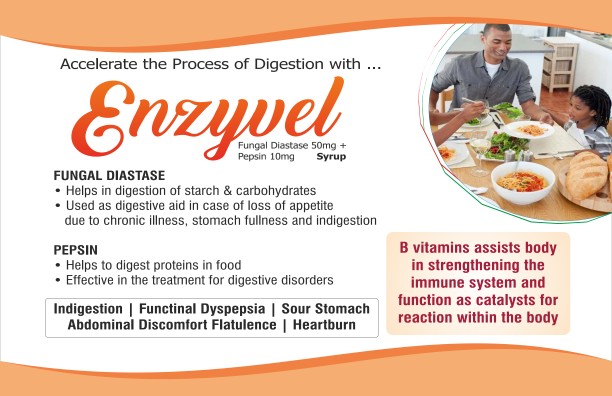 Accelerate the Process of Digestion with ...
Enzyvel
Fungal Diastase 50mg +
Pepsin 10mg Syrup
FUNGAL DIASTASE
• Helps in digestion of starch & carbohydrates
• Used as digestive aid in case of loss of appetite
due to chronic illness, stomach fullness and indigestion
PEPSIN
• Helps to digest proteins in food
• Effective in the treatment for digestive disorders
Indigestion | Functinal Dyspepsia | Sour Stomach
Abdominal Discomfort Flatulence | Heartburn
B vitamins assists body
in strengthening the
immune system and
function as catalysts for
reaction within the body